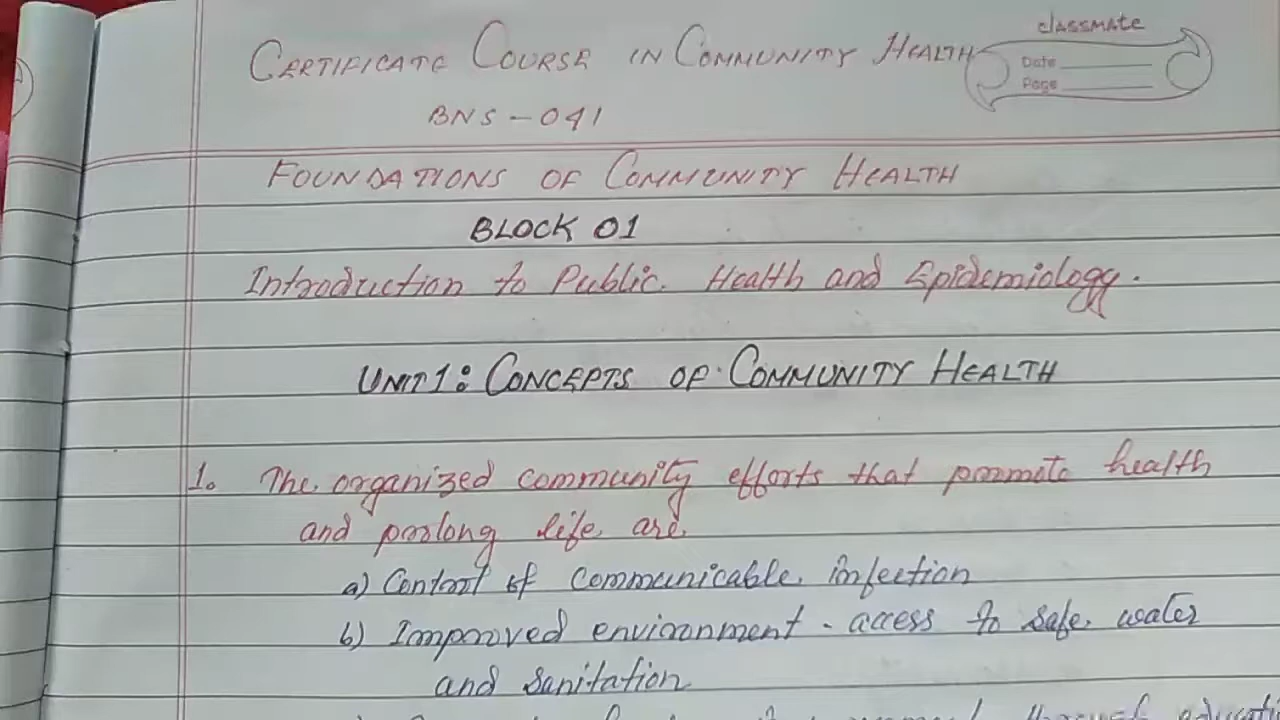 classmate
Date
Page
CERTIFICATE COURSE IN COMMUNITY HEALTH
BNS - 041
FOUNDATIONS OF COMMUNITY HEALTH
BLOCK 01
Introduction to Public Health and Epidemiology.
UNIT 1: CONCEPTS OF COMMUNITY HEALTH
1. The organized community efforts that promote health
and prolong life are
a) Control of communicable infection
b) Improved environment - access to safe water
and sanitation
through